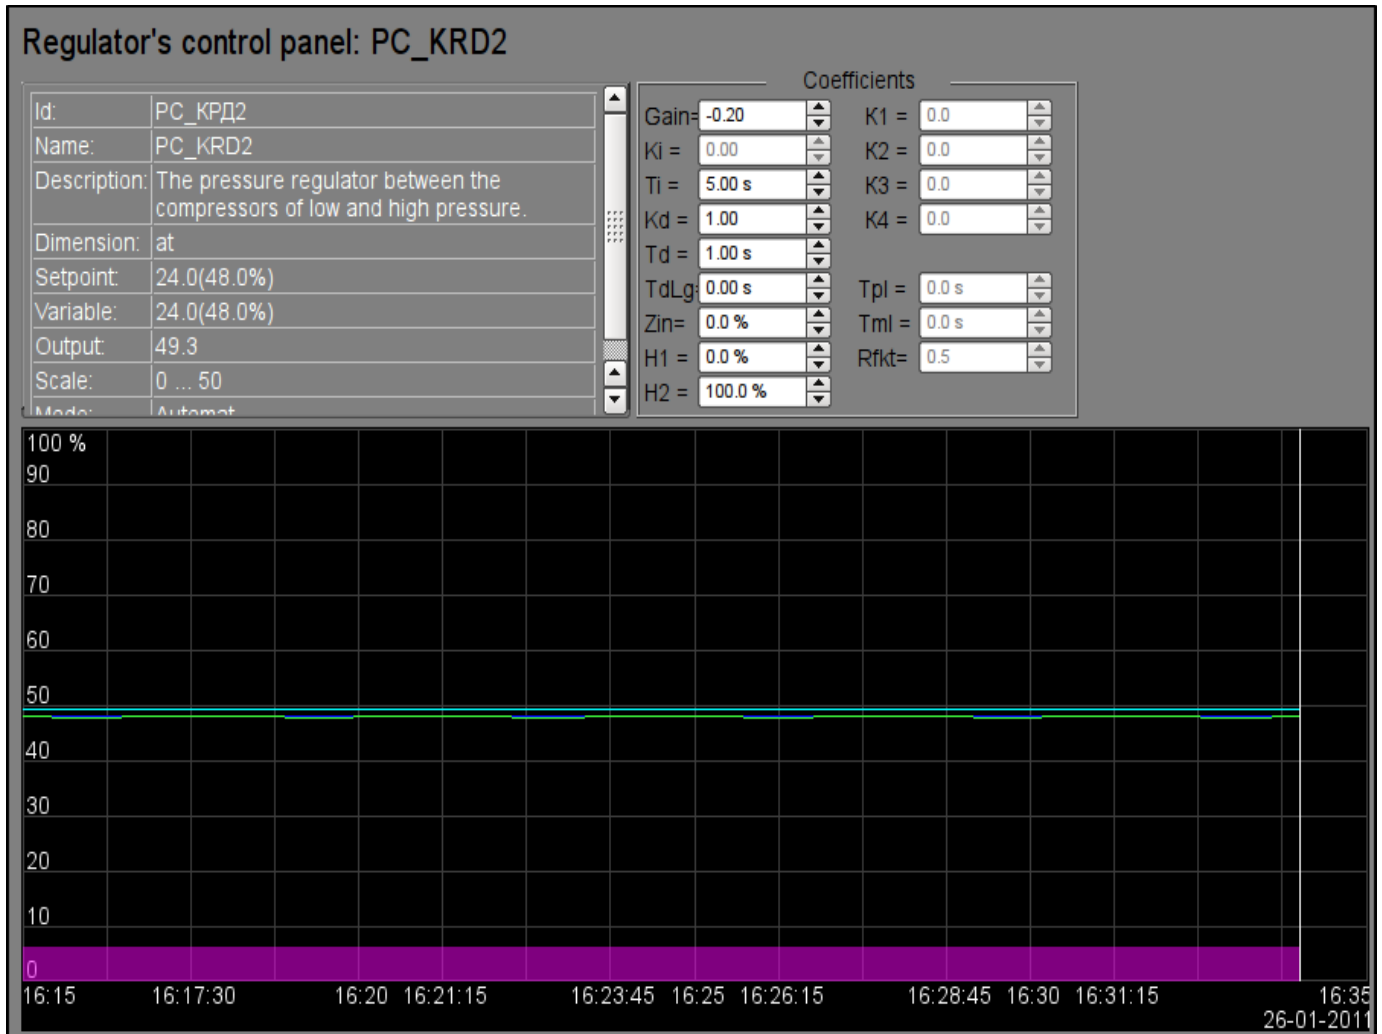 Regulator's control panel: PC_KRD2
Id: PC_КРД2
Name: PC_KRD2
Description: The pressure regulator between the
compressors of low and high pressure.
Dimension: at
Setpoint: 24.0(48.0%)
Variable: 24.0(48.0%)
Output: 49.3
Scale: 0 ... 50
Mode: Automat
Coefficients
Gain= -0.20 K1 = 0.0
Ki = 0.00 K2 = 0.0
Ti = 5.00 s K3 = 0.0
Kd = 1.00 K4 = 0.0
Td = 1.00 s
TdLg= 0.00 s Tpl = 0.0 s
Zin= 0.0 % Tml = 0.0 s
H1 = 0.0 % Rfkt= 0.5
H2 = 100.0 %
100 %
90
80
70
60
50
40
30
20
10
0
16:15 16:17:30 16:20 16:21:15 16:23:45 16:25 16:26:15 16:28:45 16:30 16:31:15 16:35
26-01-2011